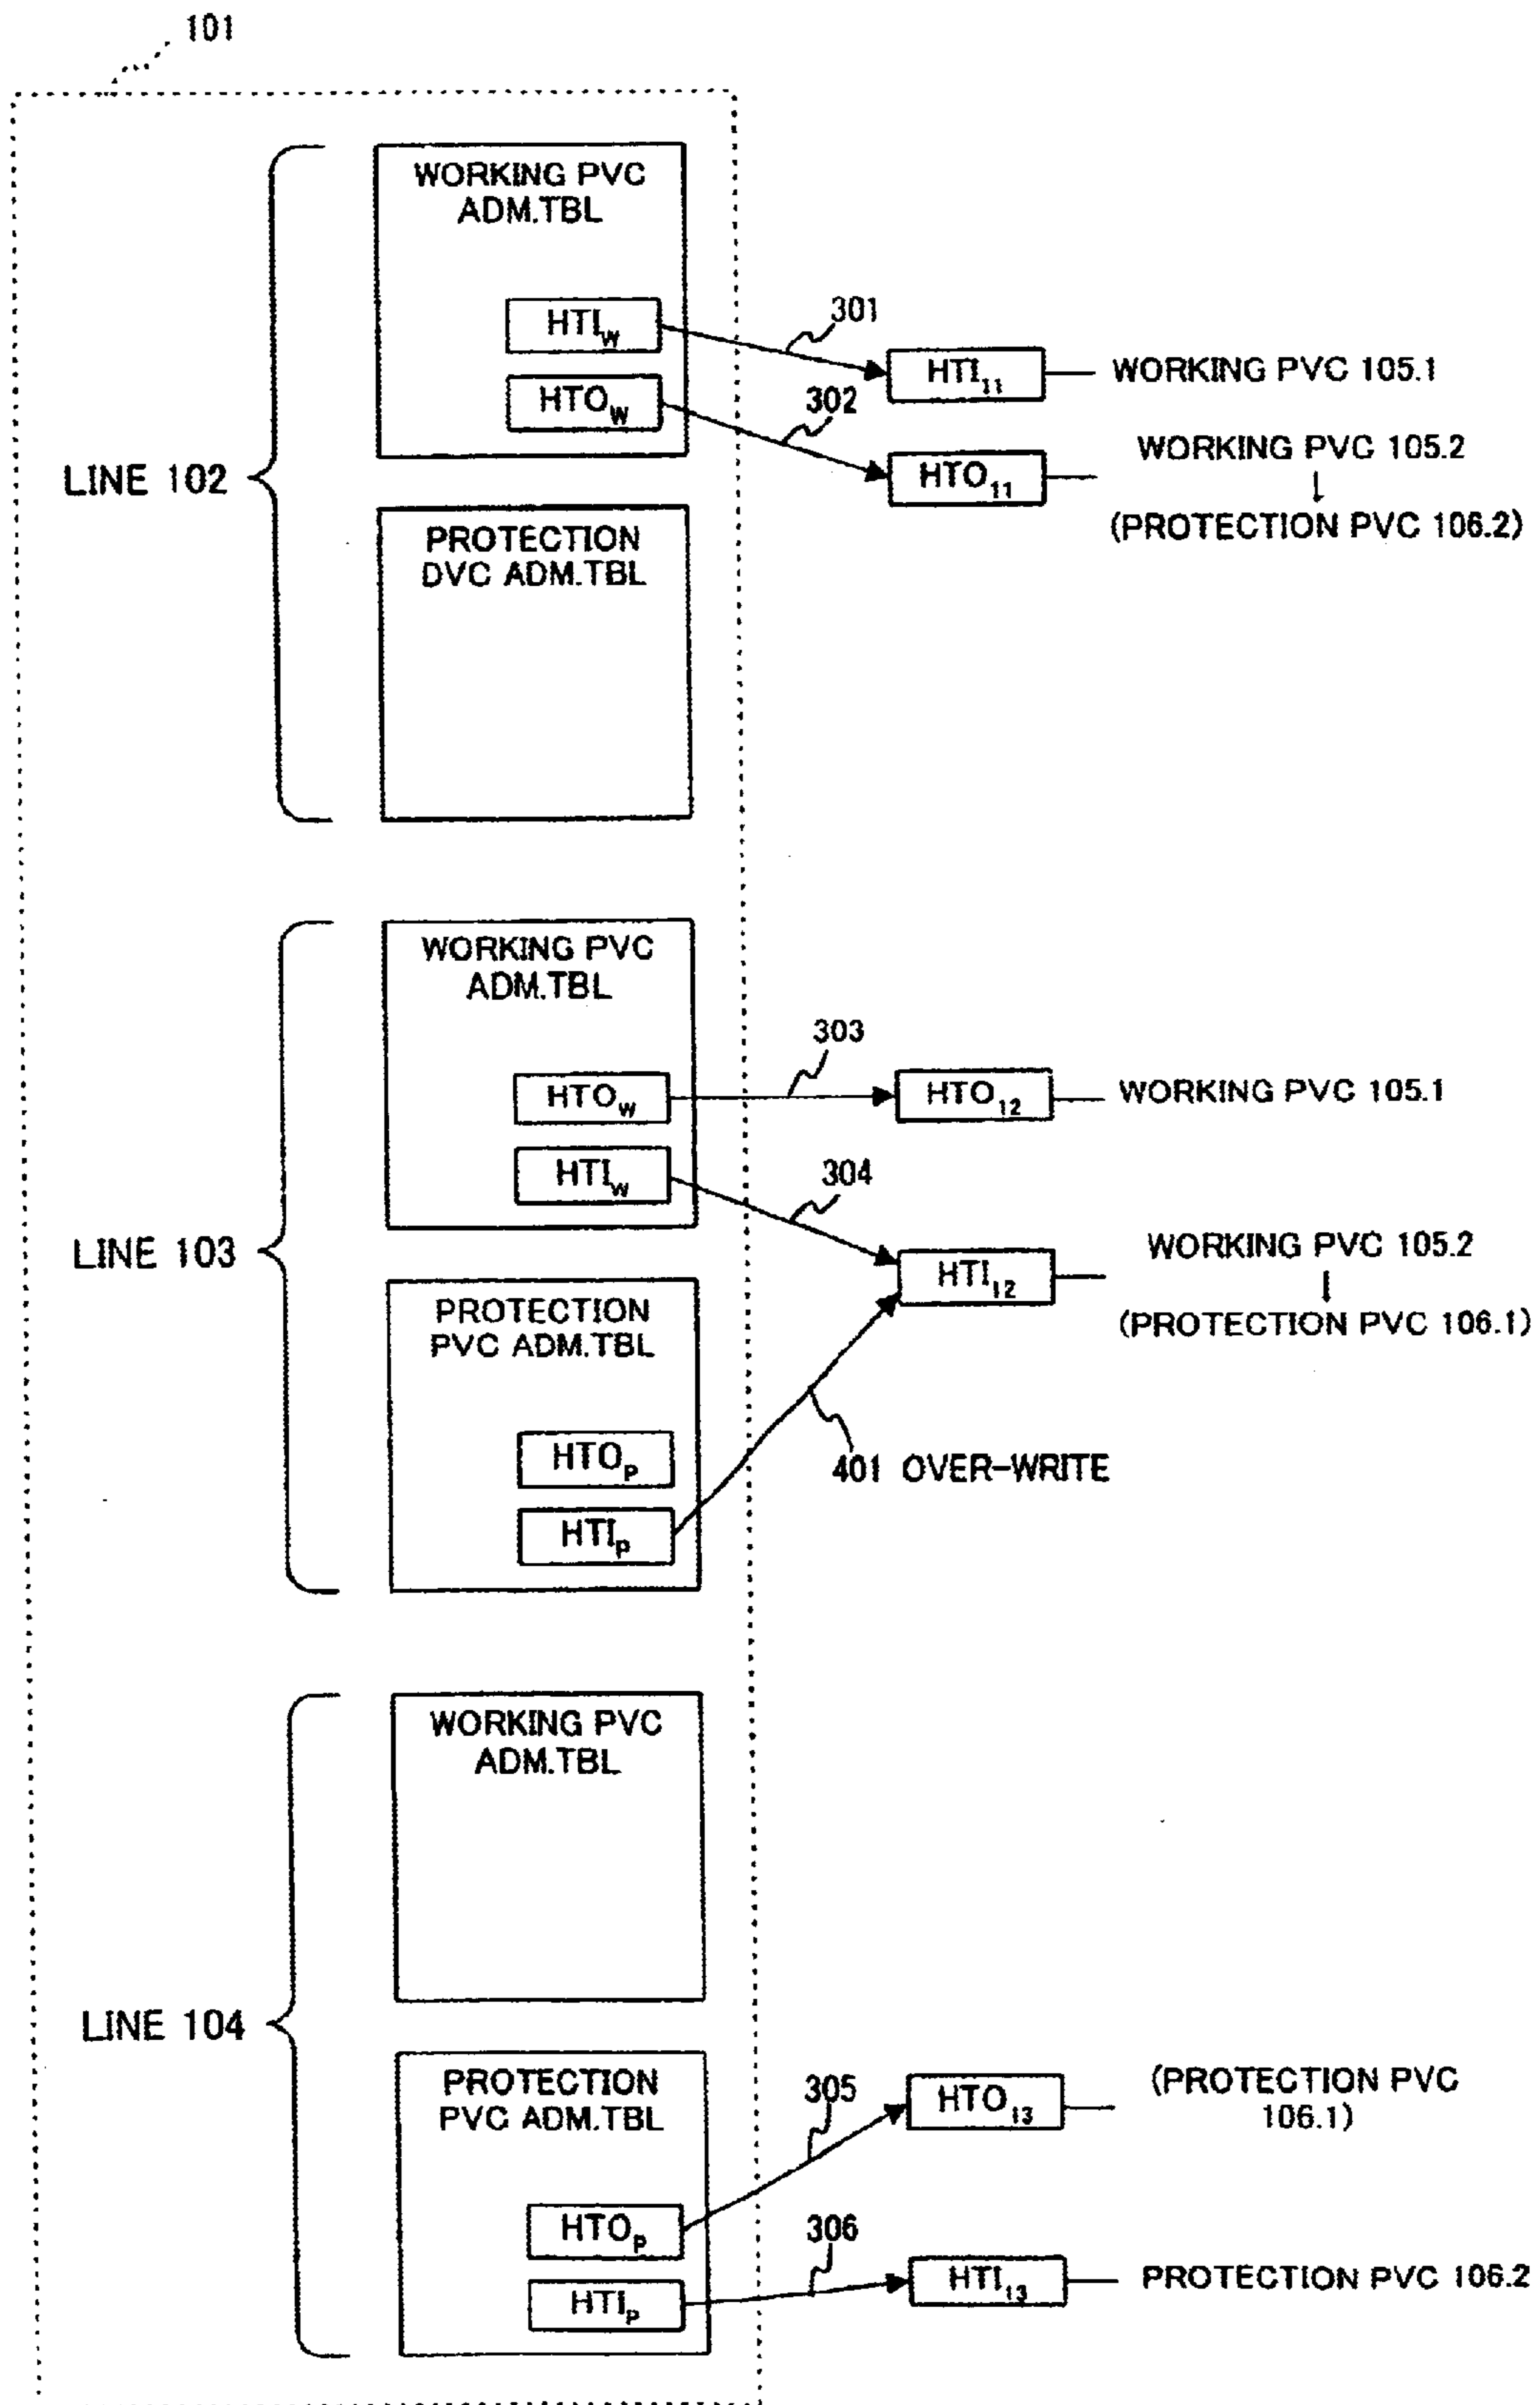 101
WORKING PVC
ADM.TBL
HTIW
301
HTI11
WORKING PVC 105.1
HTOW
302
HTO11
WORKING PVC 105.2
↓
(PROTECTION PVC 106.2)
LINE 102
PROTECTION
DVC ADM.TBL
WORKING PVC
ADM.TBL
HTOW
303
HTO12
WORKING PVC 105.1
HTIW
304
HTI12
WORKING PVC 105.2
↓
(PROTECTION PVC 106.1)
LINE 103
PROTECTION
PVC ADM.TBL
HTOP
HTIP
401 OVER-WRITE
WORKING PVC
ADM.TBL
LINE 104
PROTECTION
PVC ADM.TBL
HTOP
305
HTO13
(PROTECTION PVC
106.1)
HTIP
306
HTI13
PROTECTION PVC 106.2